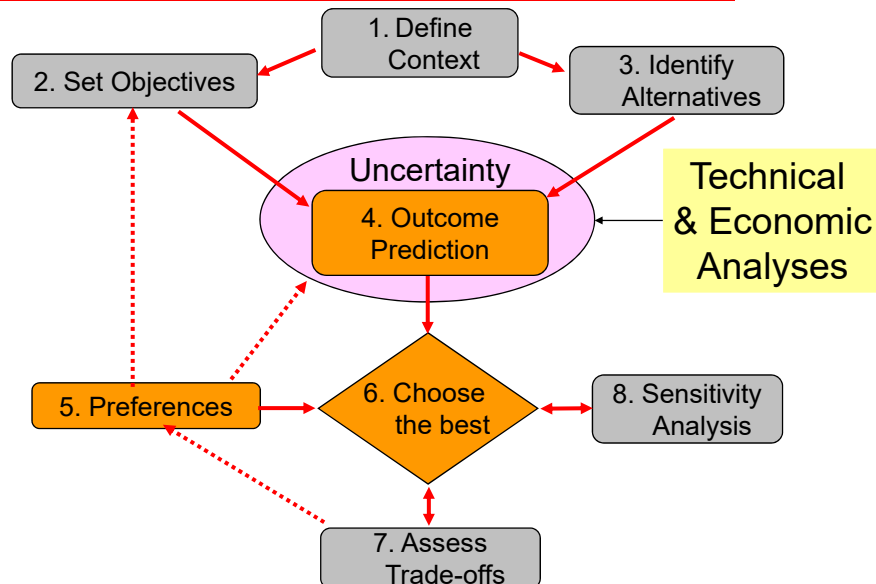 1. Define
Context
2. Set Objectives
3. Identify
Alternatives
Uncertainty
4. Outcome
Prediction
Technical
& Economic
Analyses
5. Preferences
6. Choose
the best
8. Sensitivity
Analysis
7. Assess
Trade-offs